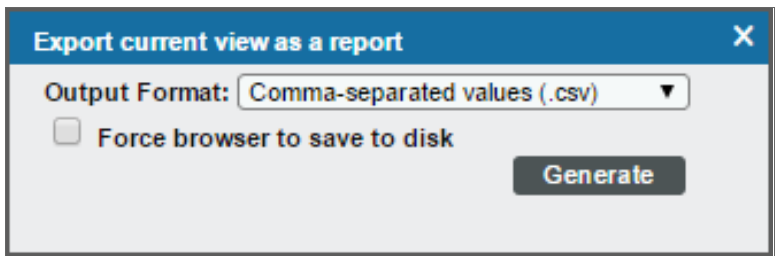 Export current view as a report
Output Format: Comma-separated values (.csv)
Force browser to save to disk
Generate